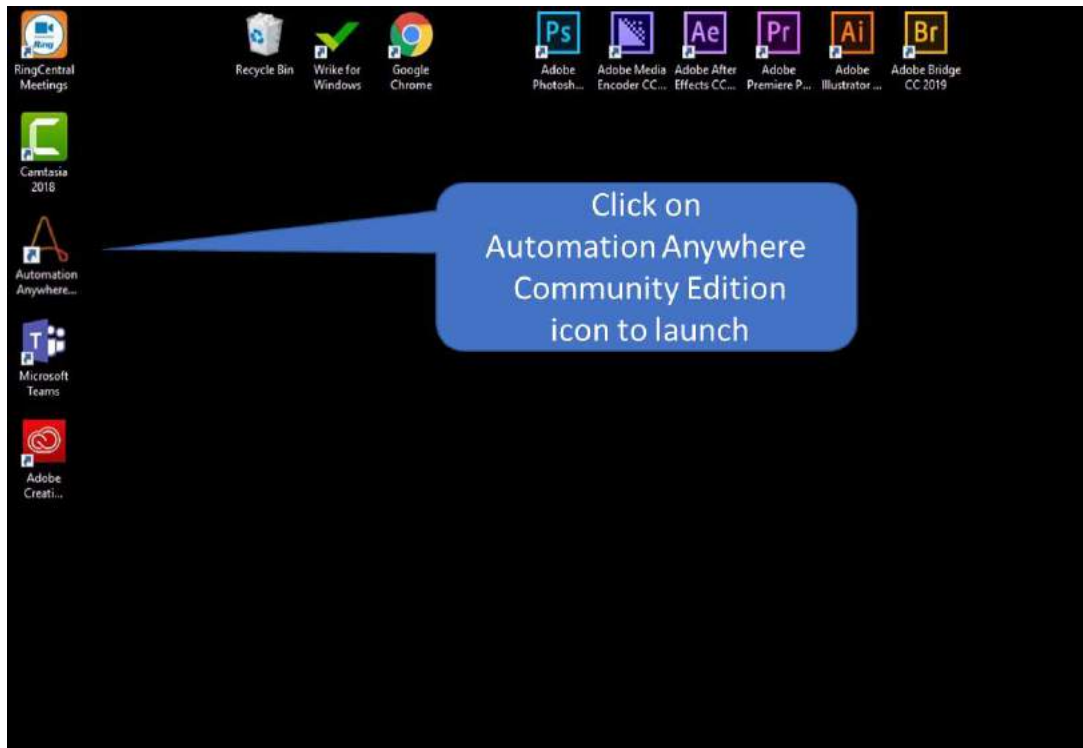 Ring
RingCentral
Meetings
Recycle Bin
Wrike for
Windows
Google
Chrome
Ps
Adobe
Photosh...
Adobe Media
Encoder CC...
Ae
Adobe After
Effects CC...
Pr
Adobe
Premiere P...
Ai
Adobe
Illustrator ...
Br
Adobe Bridge
CC 2019
Camtasia
2018
Automation
Anywhere...
T
Microsoft
Teams
Adobe
Creati...
Click on
Automation Anywhere
Community Edition
icon to launch